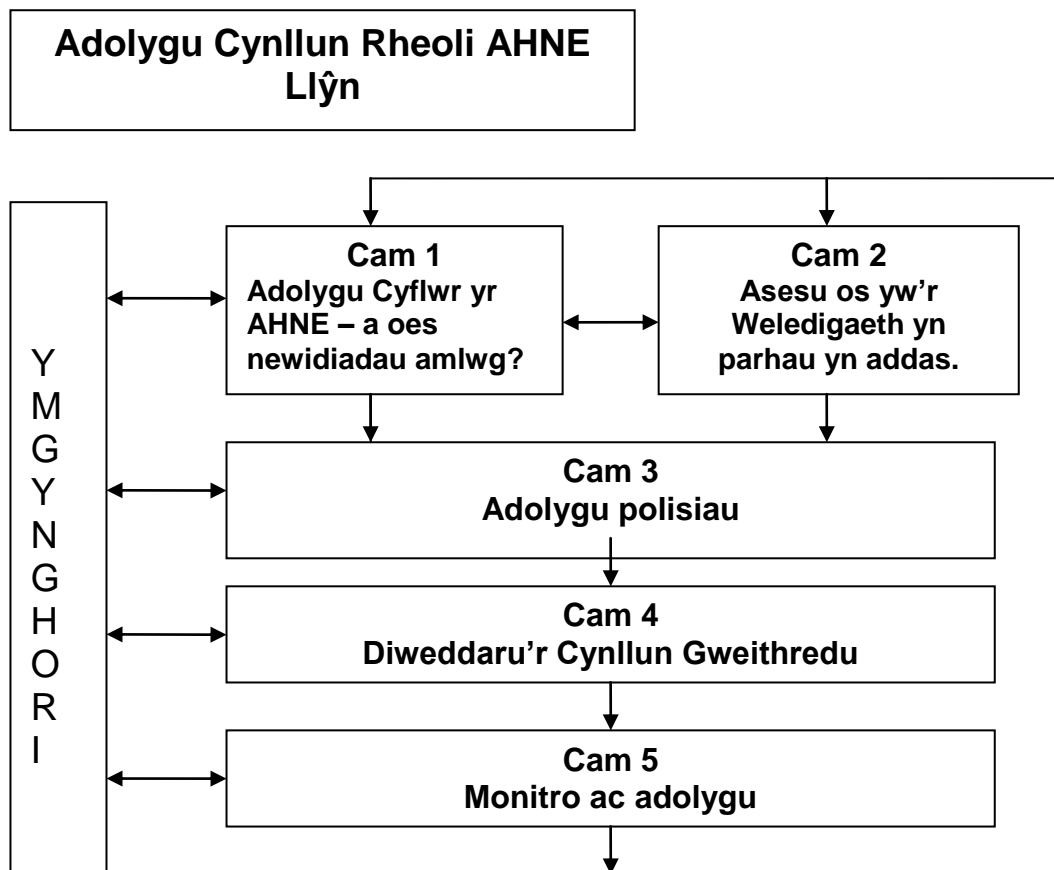 Adolygu Cynllun Rheoli AHNE
Llŷn
Cam 1
Adolygu Cyflwr yr
AHNE – a oes
newidiadau amlwg?
Cam 2
Asesu os yw’r
Weledigaeth yn
parhau yn addas.
Y
M
G
Y
N
G
H
O
R
I
Cam 3
Adolygu polisiau
Cam 4
Diweddaru’r Cynllun Gweithredu
Cam 5
Monitro ac adolygu